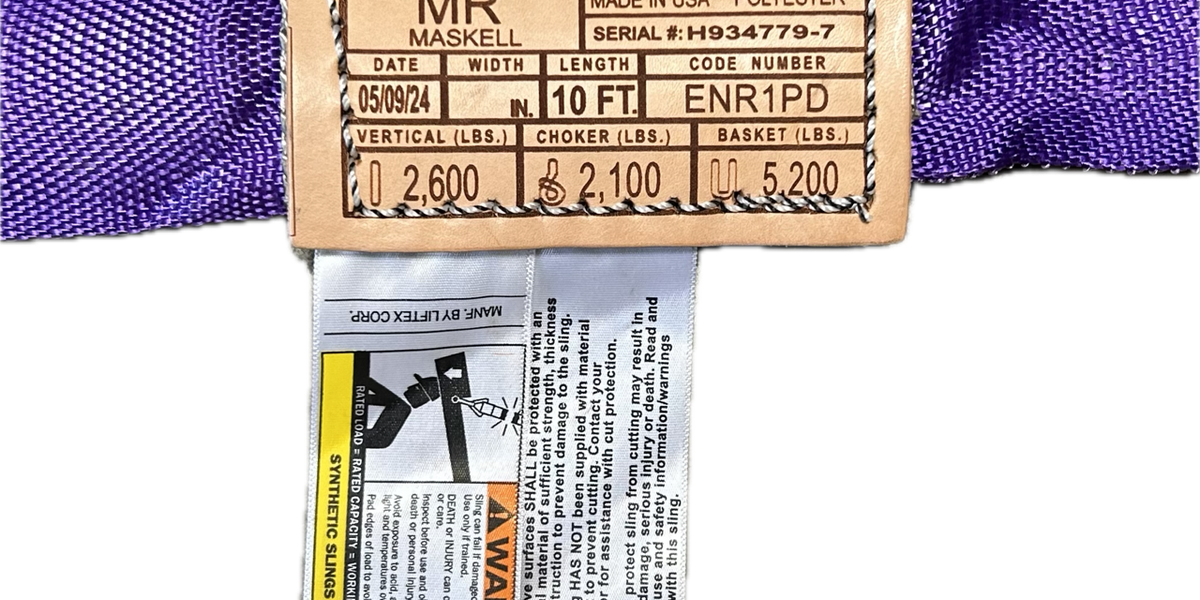 MR
MASKELL
MADE IN USA POLYESTER
SERIAL #: H934779-7
DATE WIDTH LENGTH CODE NUMBER
05/09/24 IN. 10 FT. ENR1PD
VERTICAL (LBS.) CHOKER (LBS.) BASKET (LBS.)
2,600 2,100 5,200
MANF. BY LIFTEX CORP.
SYNTHETIC SLINGS
RATED LOAD = RATED CAPACITY =
Sling can fail if damaged
Use only if trained.
DEATH or INJURY can
or care.
Inspect before use and
death or personal injury
Avoid exposure to acid,
light and temperatures
Pad edges of load to
surfaces SHALL be protected with an
material of sufficient strength, thickness
to prevent damage to the sling.
HAS NOT been supplied with material
to prevent cutting. Contact your
for assistance with cut protection.
protect sling from cutting may result in
damage, serious injury or death. Read and
use and safety information/warnings
with this sling.